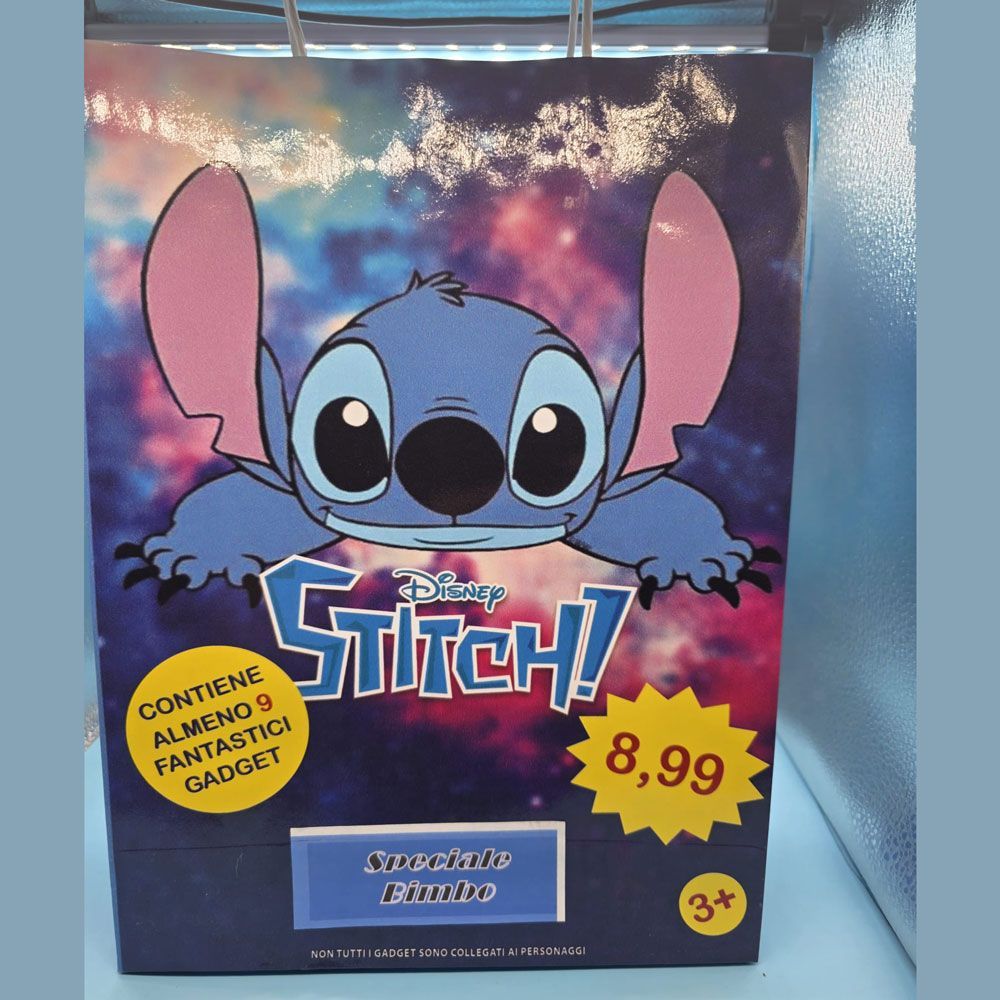 Disney
STITCH!
CONTIENE
ALMENO 9
FANTASTICI
GADGET
8,99
Speciale
Bimbo
3+
NON TUTTI I GADGET SONO COLLEGATI AI PERSONAGGI